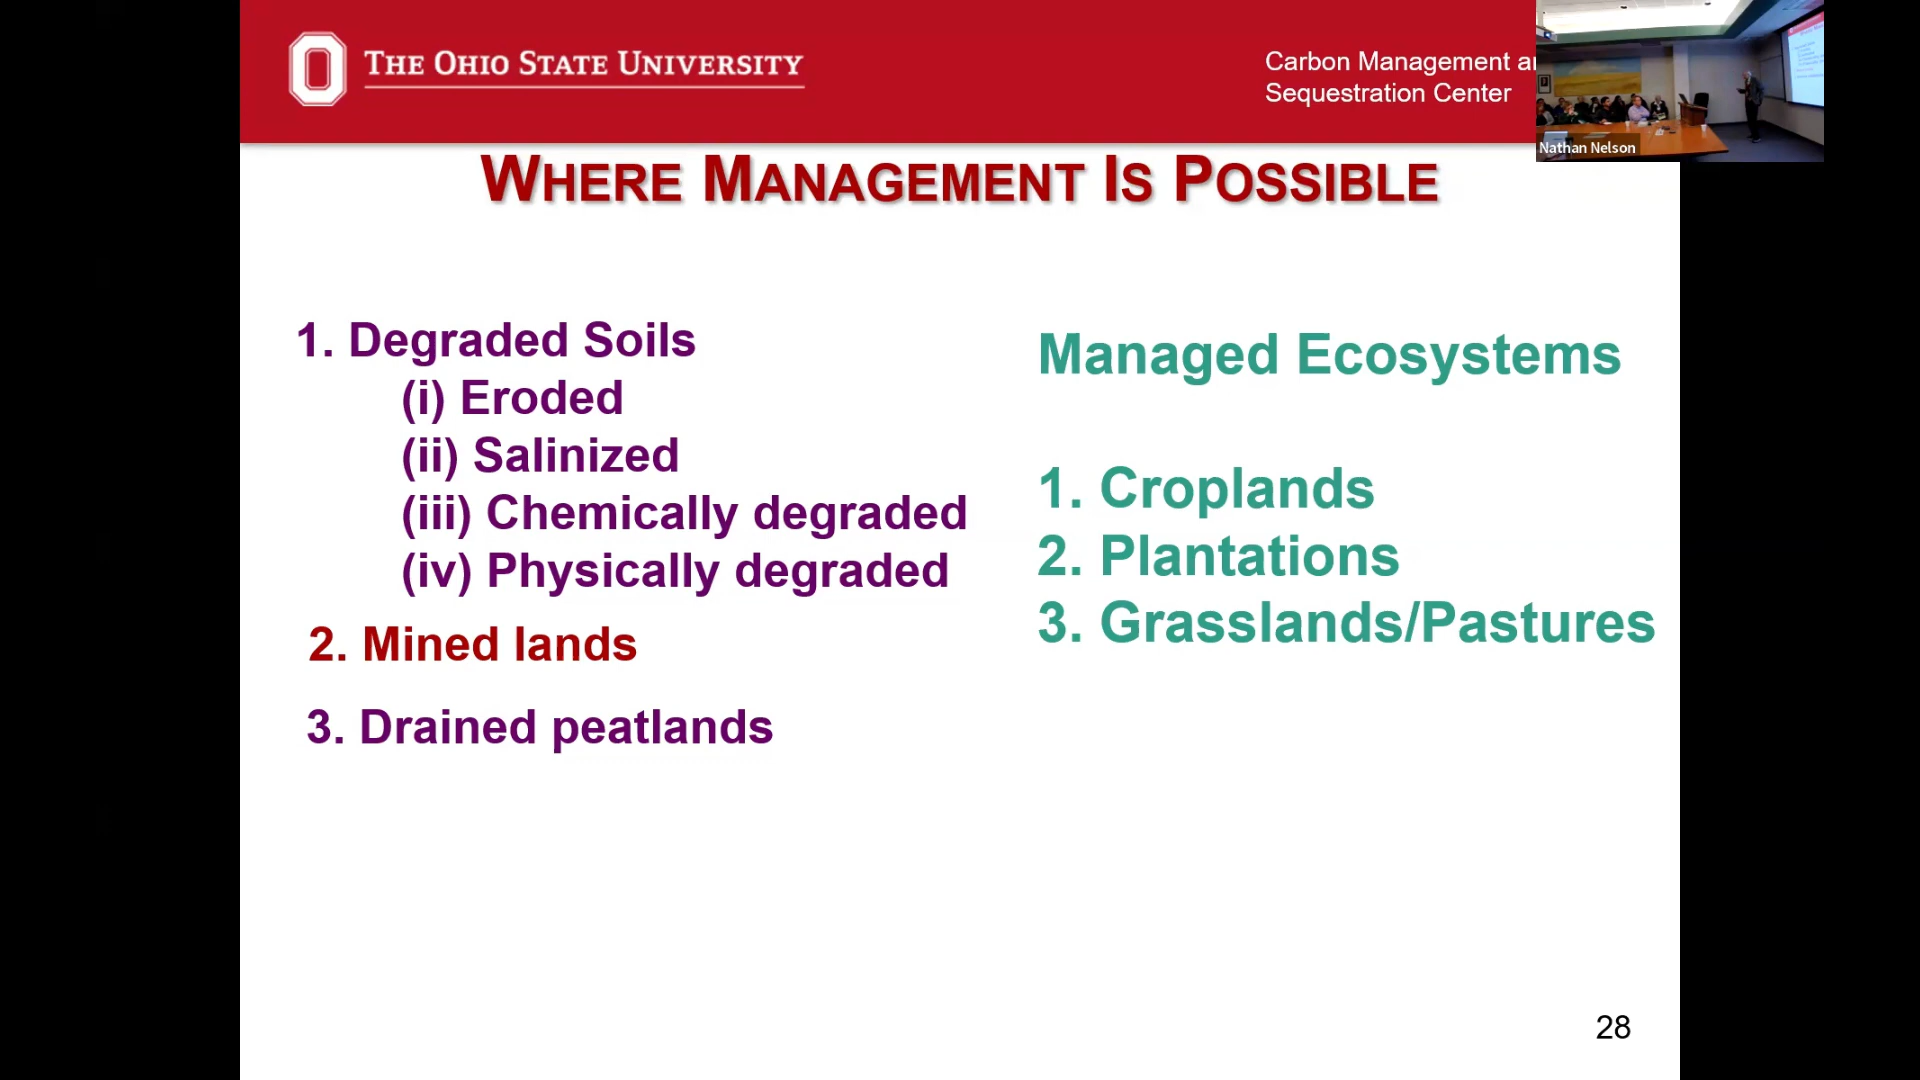 THE OHIO STATE UNIVERSITY
Carbon Management
Sequestration Center
Nathan Nelson
WHERE MANAGEMENT IS POSSIBLE
1. Degraded Soils
(i) Eroded
(ii) Salinized
(iii) Chemically degraded
(iv) Physically degraded
2. Mined lands
3. Drained peatlands
Managed Ecosystems
1. Croplands
2. Plantations
3. Grasslands/Pastures
28